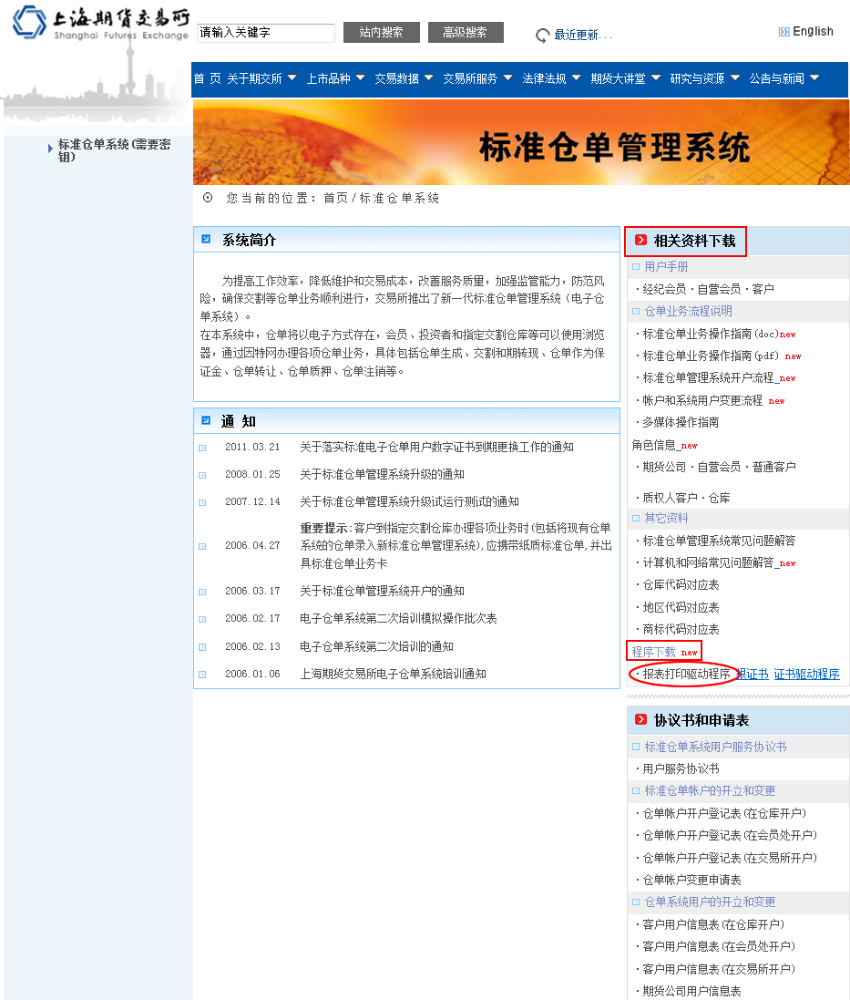 上海期货交易所
Shanghai Futures Exchange
请输入关键字
站内搜索
高级搜索
最近更新...
English
首 页 关于期交所 上市品种 交易数据 交易所服务 法律法规 期货大讲堂 研究与资源 公告与新闻
标准仓单系统(需要密
钥)
标准仓单管理系统
您当前的位置：首页/标准仓单系统
系统简介
为提高工作效率，降低维护和交易成本，改善服务质量，加强监管能力，防范风
险，确保交割等仓单业务顺利进行，交易所推出了新一代标准仓单管理系统（电子仓
单系统）。
在本系统中，仓单将以电子方式存在，会员、投资者和指定交割仓库等可以使用浏览
器，通过因特网办理各项仓单业务，具体包括仓单生成、交割和期转现、仓单作为保
证金、仓单转让、仓单质押、仓单注销等。
通 知
2011.03.21 关于落实标准电子仓单用户数字证书到期更换工作的通知
2008.01.25 关于标准仓单管理系统升级的通知
2007.12.14 关于标准仓单管理系统升级试运行测试的通知
重要提示:客户到指定交割仓库办理各项业务时(包括将现有仓单
2006.04.27 系统的仓单录入新标准仓单管理系统),应携带纸质标准仓单,并出
具标准仓单业务卡
2006.03.17 关于标准仓单管理系统开户的通知
2006.02.17 电子仓单系统第二次培训模拟操作批次表
2006.02.13 电子仓单系统第二次培训的通知
2006.01.06 上海期货交易所电子仓单系统培训通知
相关资料下载
用户手册
·经纪会员·自营会员·客户
仓单业务流程说明
·标准仓单业务操作指南(doc)new
·标准仓单业务操作指南(pdf) new
·标准仓单管理系统开户流程_new
·帐户和系统用户变更流程 new
·多媒体操作指南
角色信息_new
·期货公司·自营会员·普通客户
·质权人客户·仓库
其它资料
·标准仓单管理系统常见问题解答
·计算机和网络常见问题解答_new
·仓库代码对应表
·地区代码对应表
·商标代码对应表
程序下载 new
·报表打印驱动程序 根证书 证书驱动程序
协议书和申请表
标准仓单系统用户服务协议书
·用户服务协议书
标准仓单帐户的开立和变更
·仓单帐户开户登记表(在仓库开户)
·仓单帐户开户登记表(在会员处开户)
·仓单帐户开户登记表(在交易所开户)
·仓单帐户变更申请表
仓单系统用户的开立和变更
·客户用户信息表(在仓库开户)
·客户用户信息表(在会员处开户)
·客户用户信息表(在交易所开户)
·期货公司用户信息表